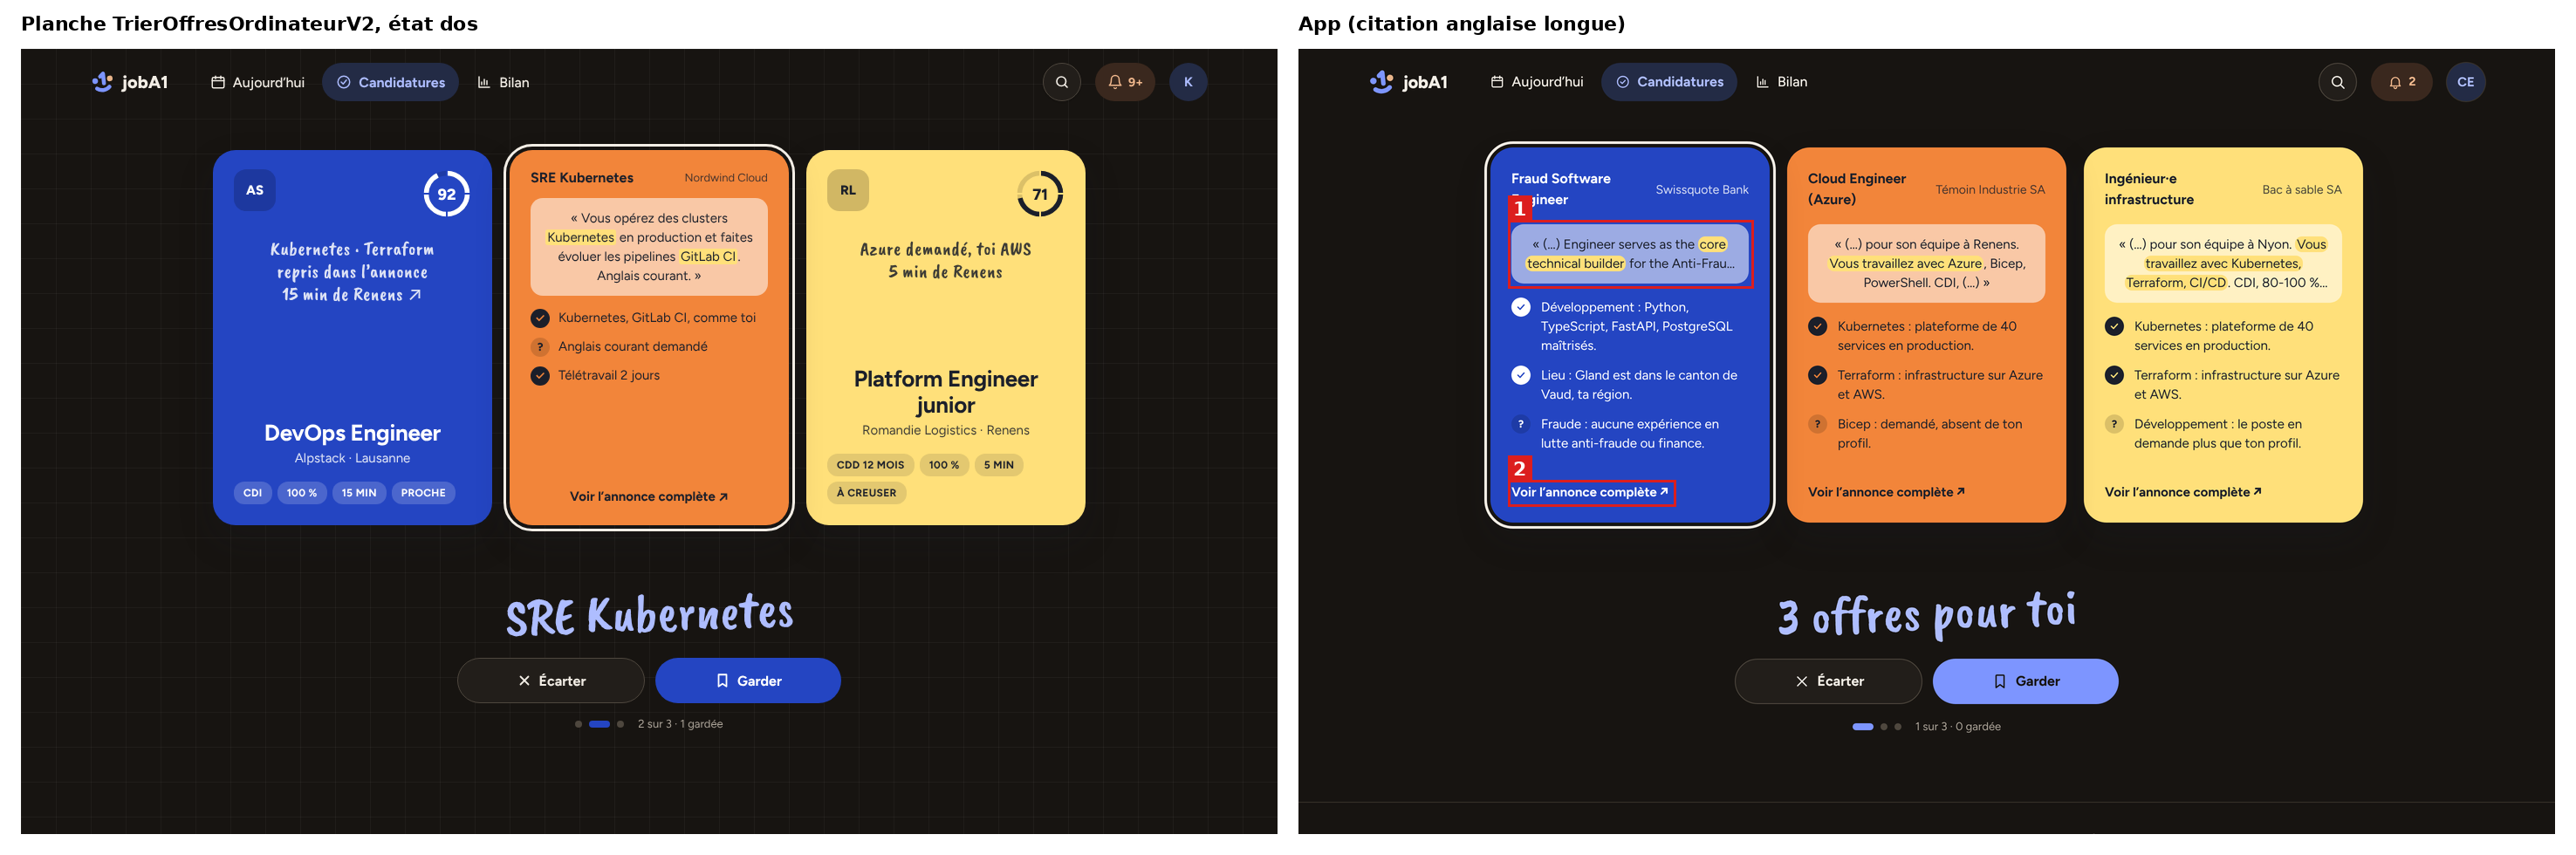 Planche TrierOffresOrdinateurV2, état dos
jobA1
Aujourd'hui
Candidatures
Bilan
9+
K
AS
92
Kubernetes · Terraform
repris dans l'annonce
15 min de Renens ↗
DevOps Engineer
Alpstack · Lausanne
CDI
100 %
15 MIN
PROCHE
SRE Kubernetes
Nordwind Cloud
« Vous opérez des clusters
Kubernetes en production et faites
évoluer les pipelines GitLab CI.
Anglais courant. »
Kubernetes, GitLab CI, comme toi
? Anglais courant demandé
Télétravail 2 jours
Voir l'annonce complète ↗
RL
71
Azure demandé, toi AWS
5 min de Renens
Platform Engineer
junior
Romandie Logistics · Renens
CDD 12 MOIS
100 %
5 MIN
À CREUSER
SRE Kubernetes
Écarter
Garder
2 sur 3 · 1 gardée
App (citation anglaise longue)
jobA1
Aujourd'hui
Candidatures
Bilan
2
CE
Fraud Software
gineer
Swissquote Bank
1
« (...) Engineer serves as the core
technical builder for the Anti-Frau...
Développement : Python,
TypeScript, FastAPI, PostgreSQL
maîtrisés.
Lieu : Gland est dans le canton de
Vaud, ta région.
? Fraude : aucune expérience en
lutte anti-fraude ou finance.
2
Voir l'annonce complète ↗
Cloud Engineer
(Azure)
Témoin Industrie SA
« (...) pour son équipe à Renens.
Vous travaillez avec Azure, Bicep,
PowerShell. CDI, (...) »
Kubernetes : plateforme de 40
services en production.
Terraform : infrastructure sur Azure
et AWS.
? Bicep : demandé, absent de ton
profil.
Voir l'annonce complète ↗
Ingénieur·e
infrastructure
Bac à sable SA
« (...) pour son équipe à Nyon. Vous
travaillez avec Kubernetes,
Terraform, CI/CD. CDI, 80-100 %...
Kubernetes : plateforme de 40
services en production.
Terraform : infrastructure sur Azure
et AWS.
? Développement : le poste en
demande plus que ton profil.
Voir l'annonce complète ↗
3 offres pour toi
Écarter
Garder
1 sur 3 · 0 gardée